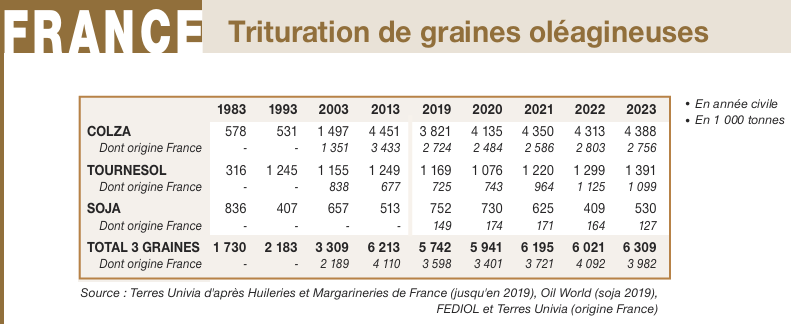 FRANCE
Trituration de graines oléagineuses
1983 1993 2003 2013 2019 2020 2021 2022 2023
COLZA 578 531 1 497 4 451 3 821 4 135 4 350 4 313 4 388
Dont origine France - - 1 351 3 433 2 724 2 484 2 586 2 803 2 756
TOURNESOL 316 1 245 1 155 1 249 1 169 1 076 1 220 1 299 1 391
Dont origine France - - 838 677 725 743 964 1 125 1 099
SOJA 836 407 657 513 752 730 625 409 530
Dont origine France - - - - 149 174 171 164 127
TOTAL 3 GRAINES 1 730 2 183 3 309 6 213 5 742 5 941 6 195 6 021 6 309
Dont origine France - - 2 189 4 110 3 598 3 401 3 721 4 092 3 982
• En année civile
• En 1 000 tonnes
Source : Terres Univia d'après Huileries et Margarineries de France (jusqu'en 2019), Oil World (soja 2019),
FEDIOL et Terres Univia (origine France)